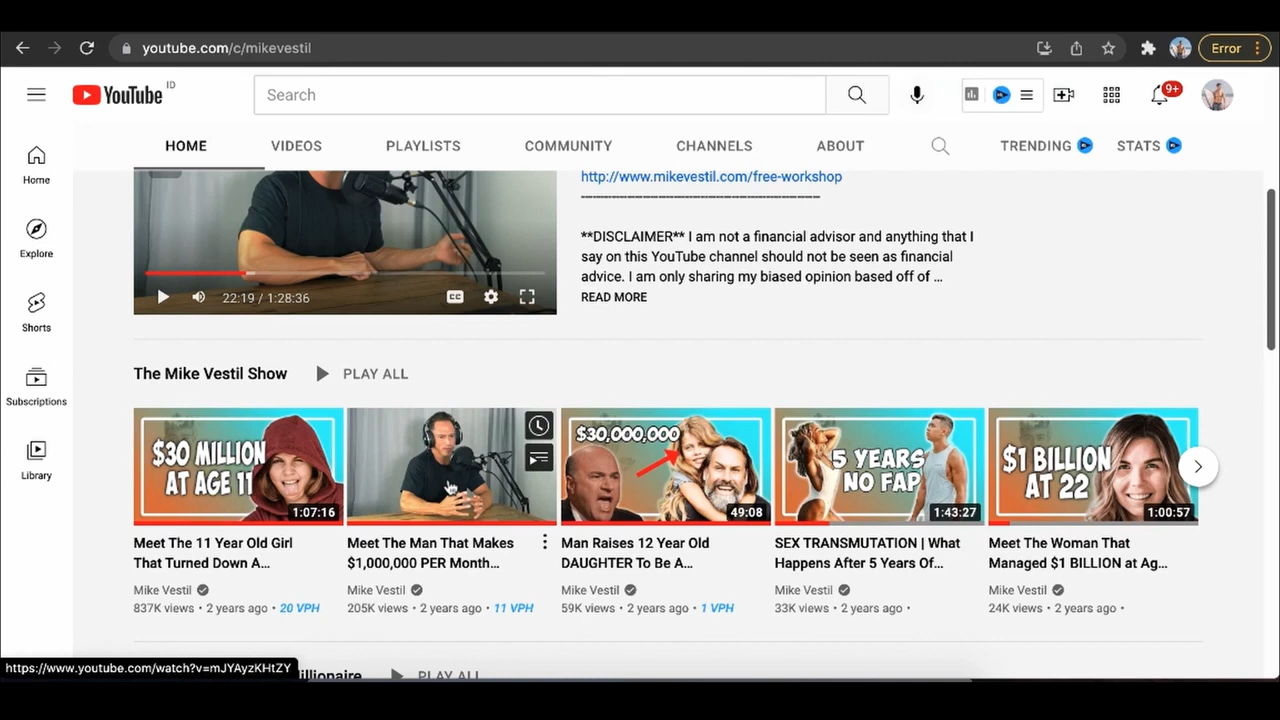 youtube.com/c/mikevestil
Error
YouTube ID
Search
9+
HOME VIDEOS PLAYLISTS COMMUNITY CHANNELS ABOUT TRENDING STATS
Home
Explore
Shorts
Subscriptions
Library
http://www.mikevestil.com/free-workshop
**DISCLAIMER** I am not a financial advisor and anything that I
say on this YouTube channel should not be seen as financial
advice. I am only sharing my biased opinion based off of ...
READ MORE
22:19 / 1:28:36
CC
The Mike Vestil Show PLAY ALL
$30 MILLION
AT AGE 11
1:07:16
Meet The 11 Year Old Girl
That Turned Down A...
Mike Vestil
837K views • 2 years ago • 20 VPH
Meet The Man That Makes
$1,000,000 PER Month...
Mike Vestil
205K views • 2 years ago • 11 VPH
$30,000,000
49:08
Man Raises 12 Year Old
DAUGHTER To Be A...
Mike Vestil
59K views • 2 years ago • 1 VPH
5 YEARS
NO FAP
1:43:27
SEX TRANSMUTATION | What
Happens After 5 Years Of...
Mike Vestil
33K views • 2 years ago •
$1 BILLION
AT 22
1:00:57
Meet The Woman That
Managed $1 BILLION at Ag...
Mike Vestil
24K views • 2 years ago •
https://www.youtube.com/watch?v=mJYAyzKHtZY
PLAY ALL